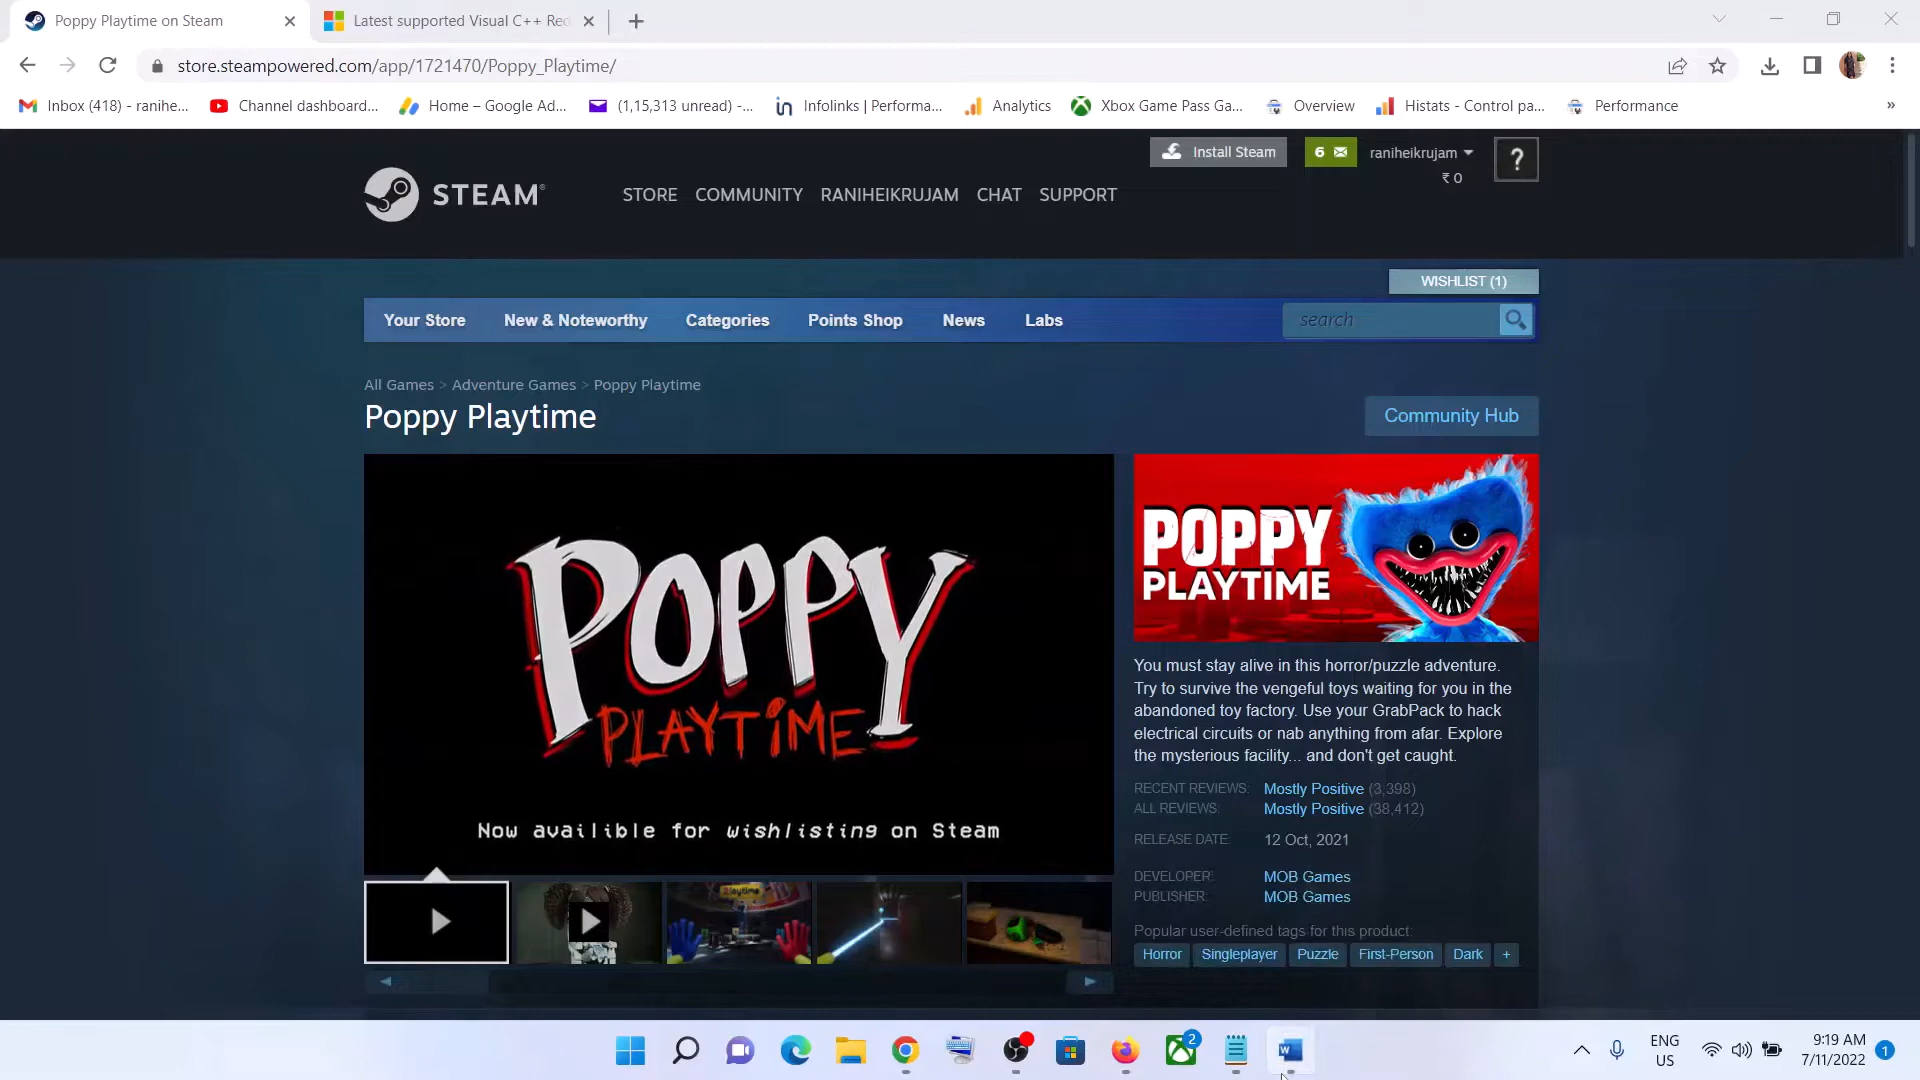 Poppy Playtime on Steam
Latest supported Visual C++ Red
store.steampowered.com/app/1721470/Poppy_Playtime/
Inbox (418) - ranihe...
Channel dashboard...
Home – Google Ad...
(1,15,313 unread) -...
Infolinks | Performa...
Analytics
Xbox Game Pass Ga...
Overview
Histats - Control pa...
Performance
»
Install Steam
6
raniheikrujam
₹ 0
?
STEAM®
STORE
COMMUNITY
RANIHEIKRUJAM
CHAT
SUPPORT
WISHLIST (1)
Your Store
New & Noteworthy
Categories
Points Shop
News
Labs
search
All Games > Adventure Games > Poppy Playtime
Poppy Playtime
Community Hub
POPPY
PLAYTIME
Now availible for wishlisting on Steam
POPPY
PLAYTIME
You must stay alive in this horror/puzzle adventure.
Try to survive the vengeful toys waiting for you in the
abandoned toy factory. Use your GrabPack to hack
electrical circuits or nab anything from afar. Explore
the mysterious facility... and don't get caught.
RECENT REVIEWS: Mostly Positive (3,398)
ALL REVIEWS: Mostly Positive (38,412)
RELEASE DATE: 12 Oct, 2021
DEVELOPER: MOB Games
PUBLISHER: MOB Games
Popular user-defined tags for this product:
Horror
Singleplayer
Puzzle
First-Person
Dark
+
Playtime
2
W
ENG
US
9:19 AM
7/11/2022
1